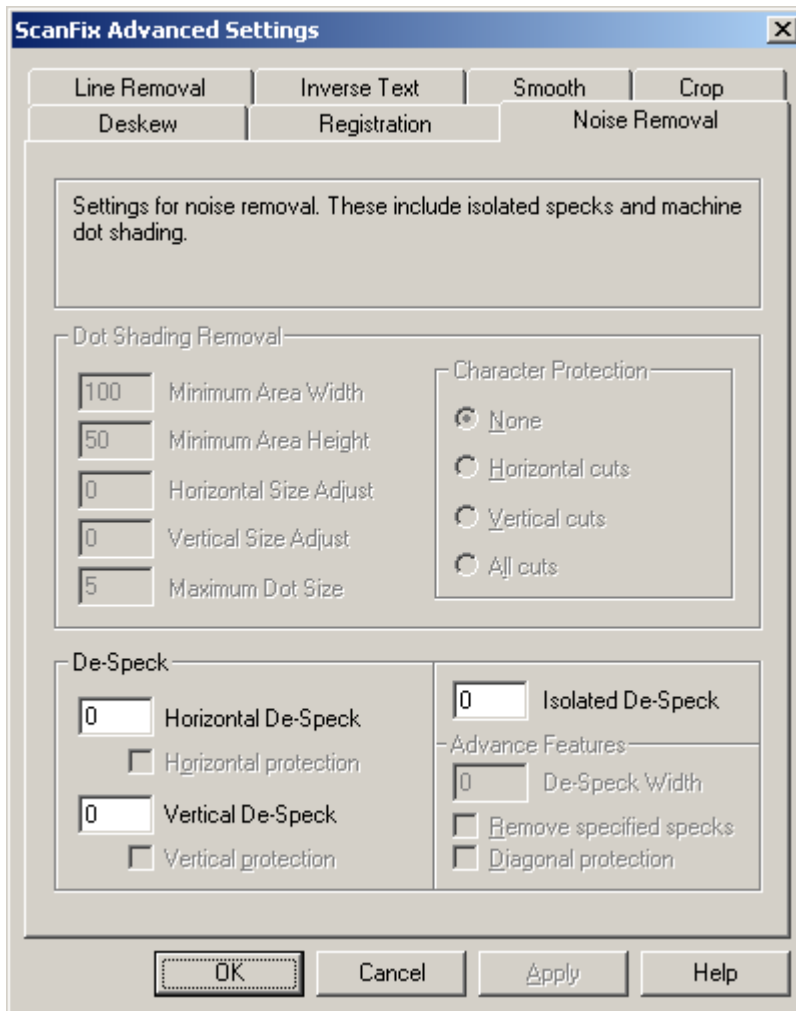 ScanFix Advanced Settings
Line Removal
Inverse Text
Smooth
Crop
Deskew
Registration
Noise Removal
Settings for noise removal. These include isolated specks and machine
dot shading.
Dot Shading Removal
100 Minimum Area Width
50 Minimum Area Height
0 Horizontal Size Adjust
0 Vertical Size Adjust
5 Maximum Dot Size
Character Protection
None
Horizontal cuts
Vertical cuts
All cuts
De-Speck
0 Horizontal De-Speck
Horizontal protection
0 Vertical De-Speck
Vertical protection
0 Isolated De-Speck
Advance Features
0 De-Speck Width
Remove specified specks
Diagonal protection
OK
Cancel
Apply
Help